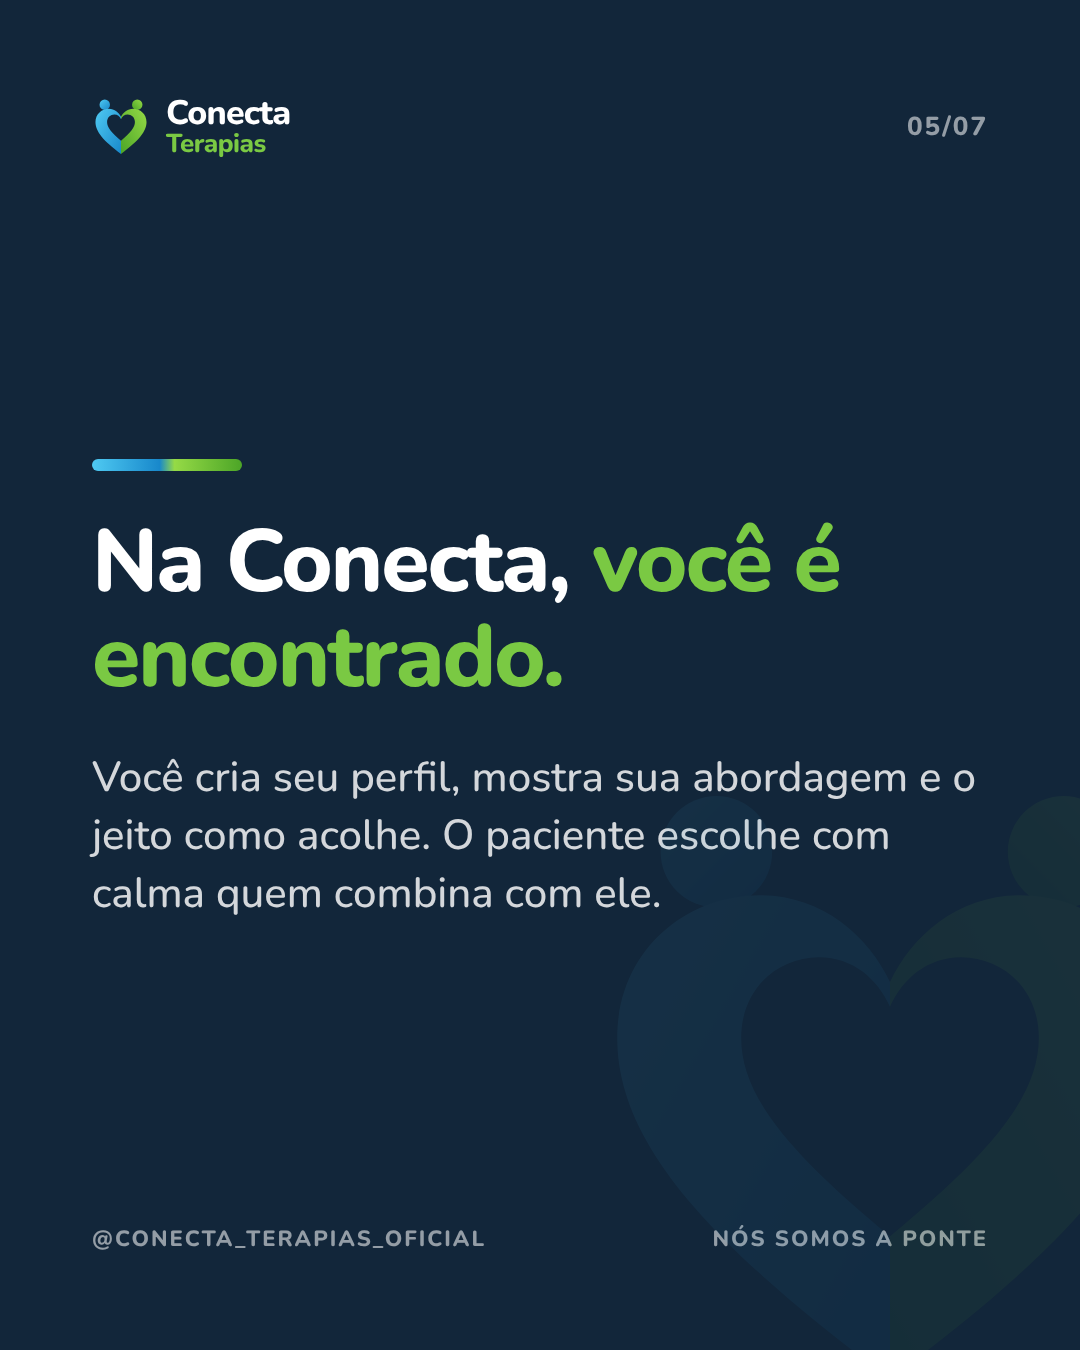 Conecta
Terapias
05/07
Na Conecta, você é
encontrado.
Você cria seu perfil, mostra sua abordagem e o
jeito como acolhe. O paciente escolhe com
calma quem combina com ele.
@CONECTA_TERAPIAS_OFICIAL
NÓS SOMOS A PONTE